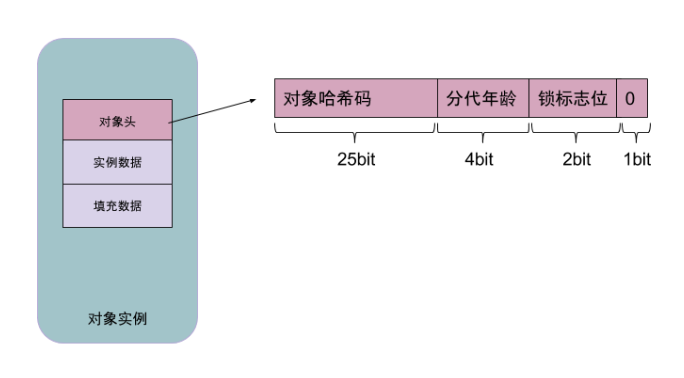 对象头
实例数据
填充数据
对象实例
对象哈希码 分代年龄 锁标志位 0
25bit 4bit 2bit 1bit